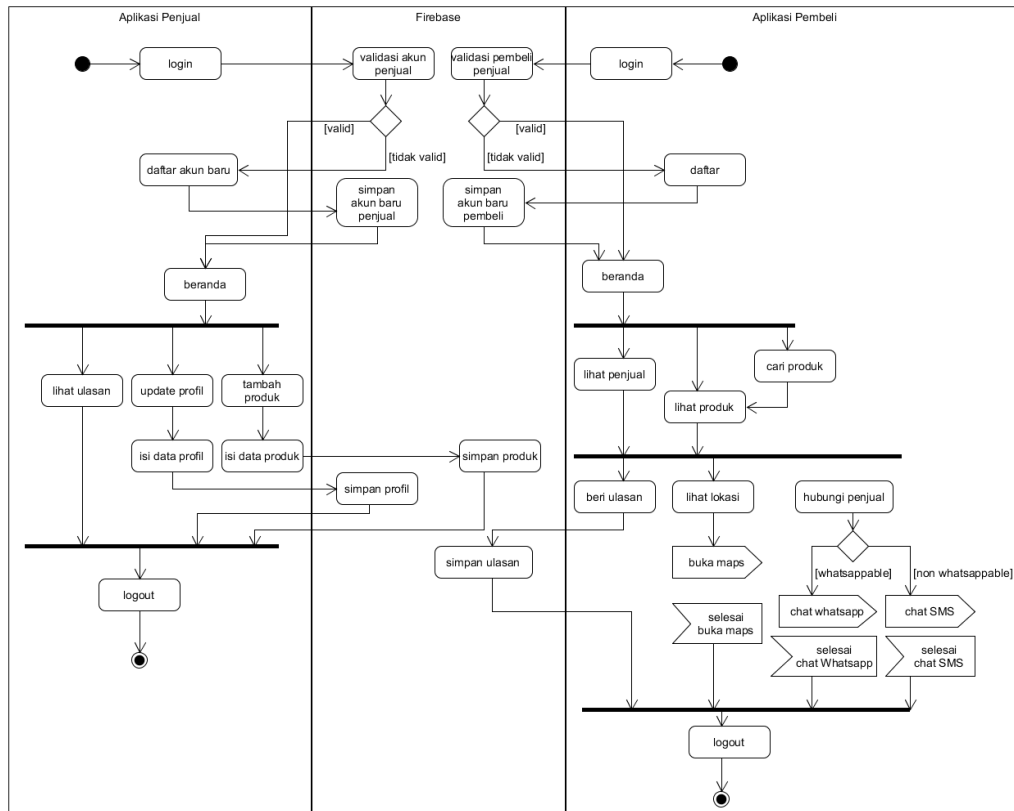 Aplikasi Penjual
Firebase
Aplikasi Pembeli
login
validasi akun
penjual
validasi pembeli
penjual
login
[valid]
[valid]
[tidak valid]
[tidak valid]
daftar akun baru
daftar
simpan
akun baru
penjual
simpan
akun baru
pembeli
beranda
beranda
lihat ulasan
update profil
tambah
produk
lihat penjual
cari produk
lihat produk
isi data profil
isi data produk
simpan produk
simpan profil
beri ulasan
lihat lokasi
hubungi penjual
simpan ulasan
buka maps
[whatsappable]
[non whatsappable]
logout
chat whatsapp
chat SMS
selesai
buka maps
selesai
chat Whatsapp
selesai
chat SMS
logout